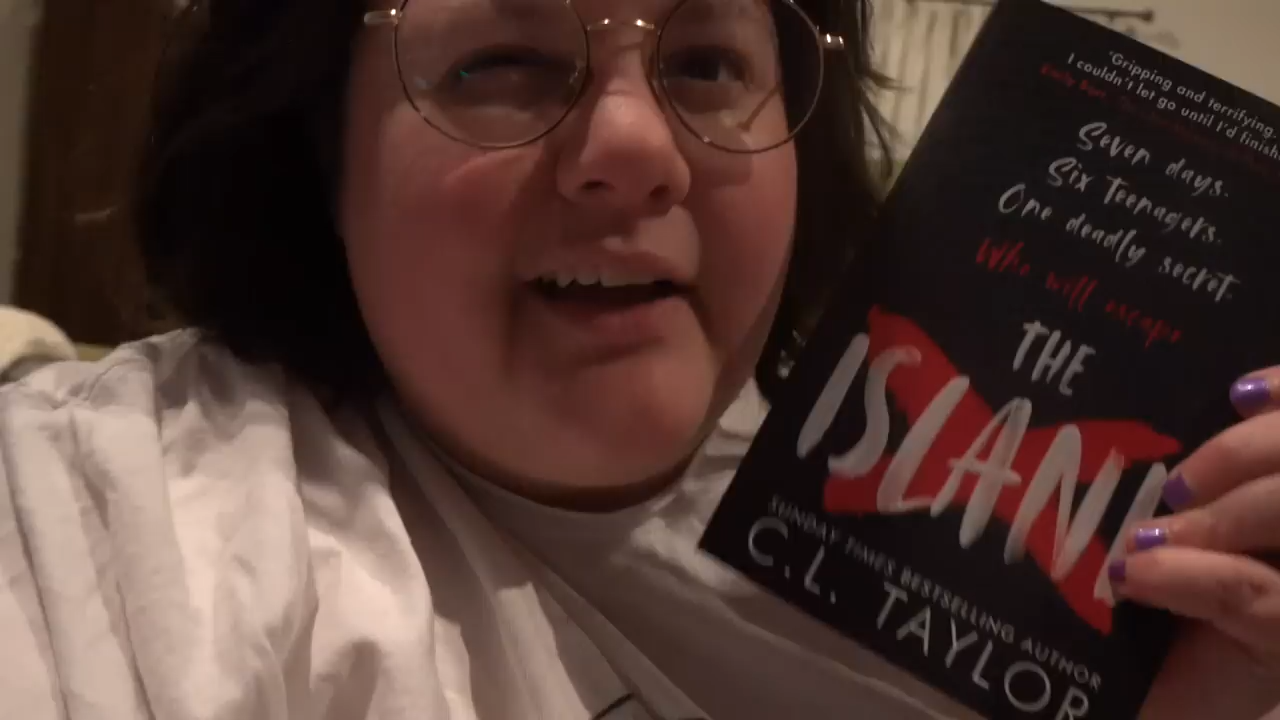 'Gripping and terrifying.
I couldn't let go until I'd finish
Seven days.
Six Teenagers.
One deadly secret.
Who will escape
THE
ISLAN
SUNDAY TIMES BESTSELLING AUTHOR
C.L. TAYLOR